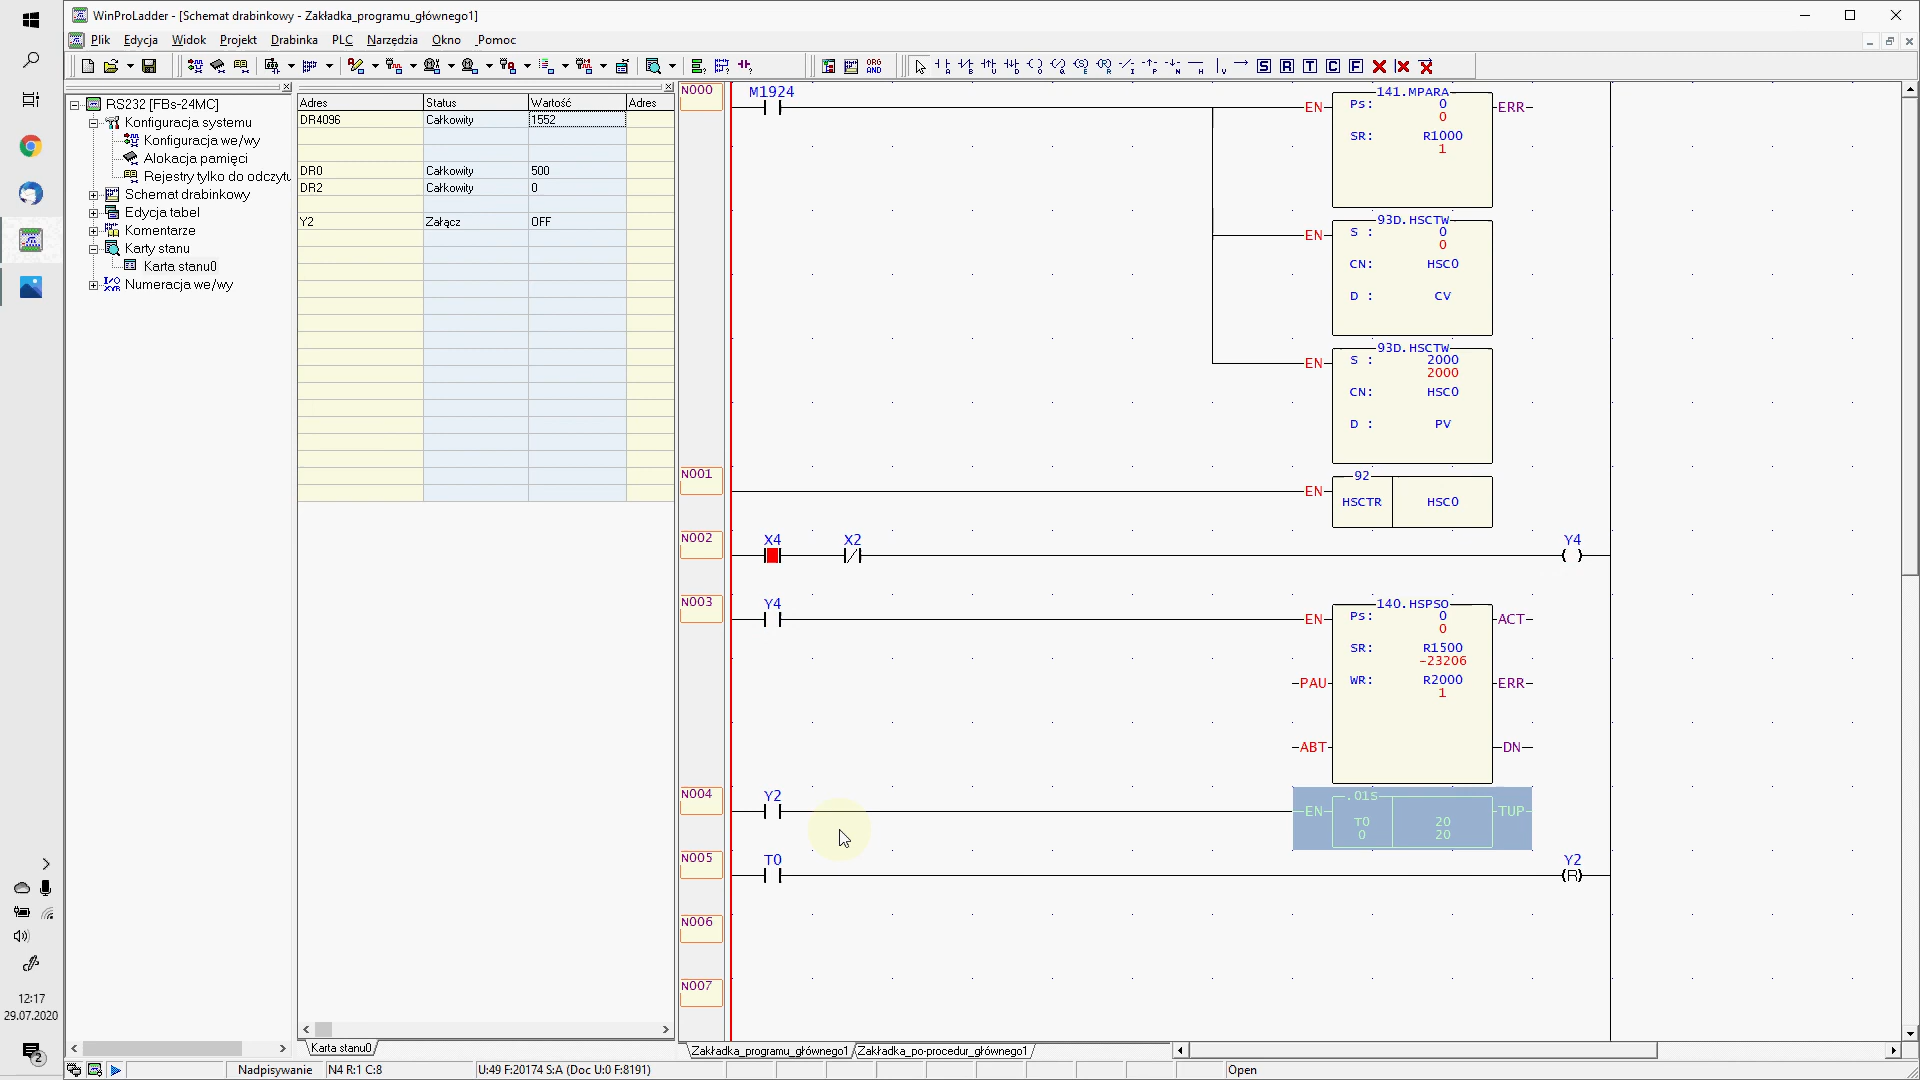 WinProLadder - [Schemat drabinkowy - Zakładka_programu_głównego1]
Plik Edycja Widok Projekt Drabinka PLC Narzędzia Okno Pomoc
ORG
AND
S R T C F
RS232 [FBs-24MC]
Konfiguracja systemu
Konfiguracja we/wy
Alokacja pamięci
Rejestry tylko do odczytu
Schemat drabinkowy
Edycja tabel
Komentarze
Karty stanu
Karta stanu0
Numeracja we/wy
Adres Status Wartość Adres
DR4096 Całkowity 1552
DR0 Całkowity 500
DR2 Całkowity 0
Y2 Załącz OFF
Karta stanu0
N000 M1924
EN 141.MPARA ERR
Ps: 0
0
SR: R1000
1
EN 93D.HSCTW
S : 0
0
CN: HSC0
D : CV
EN 93D.HSCTW
S : 2000
2000
CN: HSC0
D : PV
N001
EN 92
HSCTR HSC0
N002 X4 X2 Y4
N003 Y4
EN 140.HSPSO ACT
Ps: 0
0
SR: R1500
-23206
PAU WR: R2000 ERR
1
ABT DN
N004 Y2
EN .01S TUP
T0 20
0 20
N005 T0 Y2
(R)
N006
N007
Zakładka_programu_głównego1 Zakładka_po-procedur_głównego1
Nadpisywanie N4 R:1 C:8 U:49 F:20174 S:A (Doc U:0 F:8191) Open
12:17
29.07.2020
2